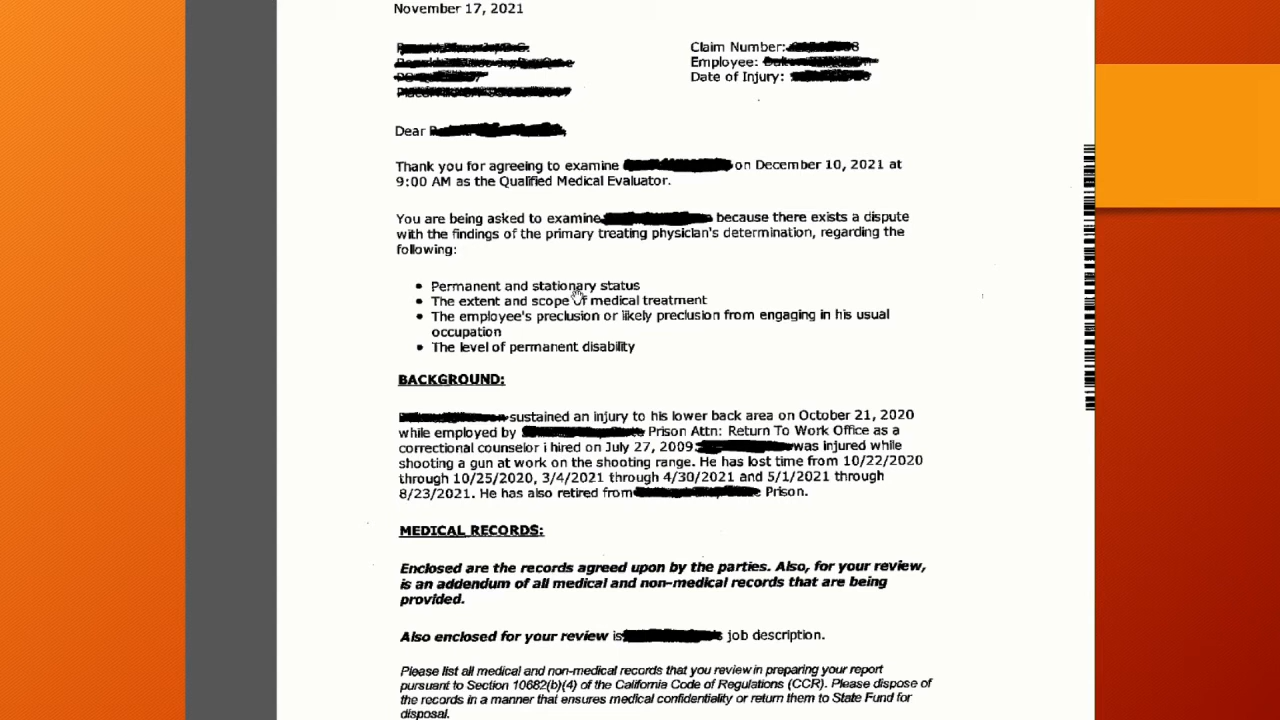 November 17, 2021
Claim Number:
Employee:
Date of Injury:
Dear
Thank you for agreeing to examine on December 10, 2021 at
9:00 AM as the Qualified Medical Evaluator.
You are being asked to examine because there exists a dispute
with the findings of the primary treating physician's determination, regarding the
following:
• Permanent and stationary status
• The extent and scope of medical treatment
• The employee's preclusion or likely preclusion from engaging in his usual
occupation
• The level of permanent disability
BACKGROUND:
sustained an injury to his lower back area on October 21, 2020
while employed by Prison Attn: Return To Work Office as a
correctional counselor i hired on July 27, 2009. was injured while
shooting a gun at work on the shooting range. He has lost time from 10/22/2020
through 10/25/2020, 3/4/2021 through 4/30/2021 and 5/1/2021 through
8/23/2021. He has also retired from Prison.
MEDICAL RECORDS:
Enclosed are the records agreed upon by the parties. Also, for your review,
is an addendum of all medical and non-medical records that are being
provided.
Also enclosed for your review is job description.
Please list all medical and non-medical records that you review in preparing your report
pursuant to Section 10682(b)(4) of the California Code of Regulations (CCR). Please dispose of
the records in a manner that ensures medical confidentiality or return them to State Fund for
disposal.